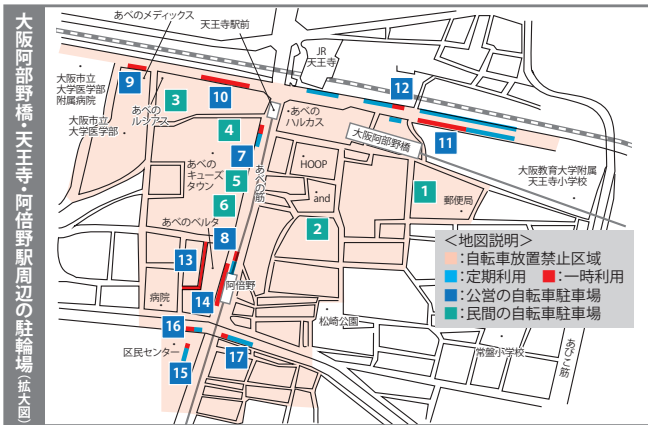 大阪阿部野橋・天王寺・阿倍野駅周辺の駐輪場(拡大図)
あべのメディックス
天王寺駅前
JR
天王寺
大阪市立
大学医学部
附属病院
9
3
10
12
あべの
ルシアス
あべの
ハルカス
大阪市立
大学医学部
4
大阪阿部野橋
11
7
あべの
キューズ
タウン
あべの筋
HOOP
大阪教育大学附属
天王寺小学校
5
and
1
郵便局
6
あべのベルタ
2
8
13
阿倍野
病院
14
松崎公園
16
区民センター
17
15
常盤小学校
あびこ筋
<地図説明>
:自転車放置禁止区域
:定期利用 :一時利用
:公営の自転車駐車場
:民間の自転車駐車場